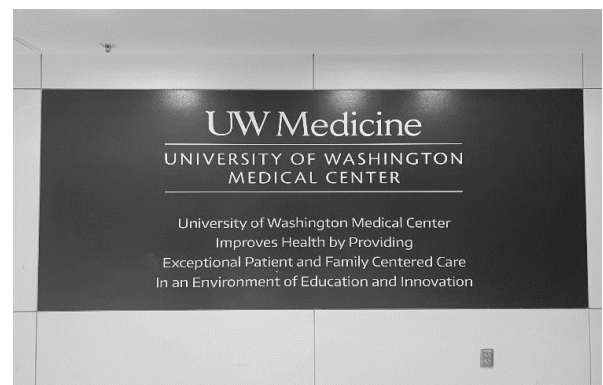 UW Medicine
UNIVERSITY OF WASHINGTON
MEDICAL CENTER
University of Washington Medical Center
Improves Health by Providing
Exceptional Patient and Family Centered Care
In an Environment of Education and Innovation